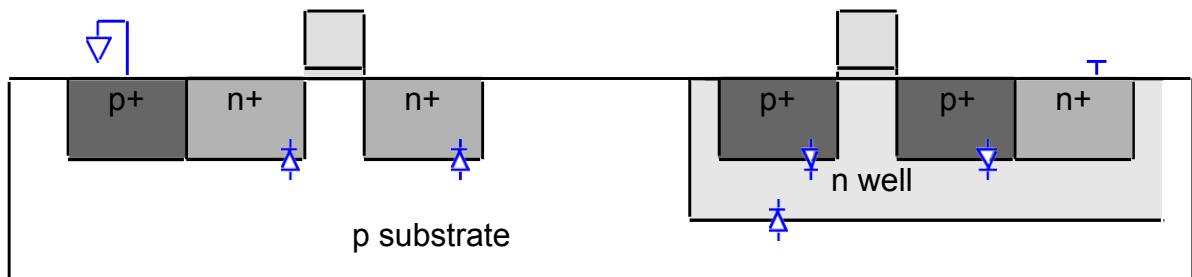 p+ n+ n+ p+ p+ n+
n well
p substrate